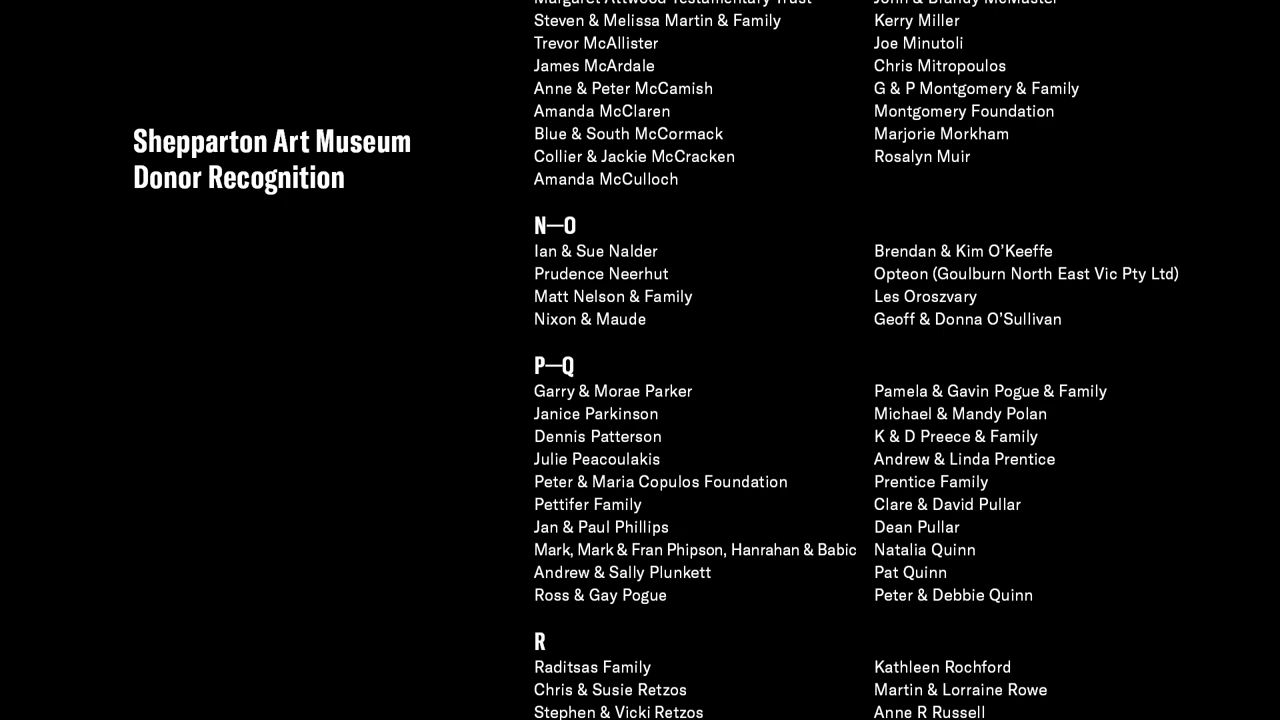 Shepparton Art Museum
Donor Recognition
Margaret Attwood Testamentary Trust
Steven & Melissa Martin & Family
Trevor McAllister
James McArdale
Anne & Peter McCamish
Amanda McClaren
Blue & South McCormack
Collier & Jackie McCracken
Amanda McCulloch
John & Brandy McMaster
Kerry Miller
Joe Minutoli
Chris Mitropoulos
G & P Montgomery & Family
Montgomery Foundation
Marjorie Morkham
Rosalyn Muir
N—O
Ian & Sue Nalder
Prudence Neerhut
Matt Nelson & Family
Nixon & Maude
Brendan & Kim O’Keeffe
Opteon (Goulburn North East Vic Pty Ltd)
Les Oroszvary
Geoff & Donna O’Sullivan
P—Q
Garry & Morae Parker
Janice Parkinson
Dennis Patterson
Julie Peacoulakis
Peter & Maria Copulos Foundation
Pettifer Family
Jan & Paul Phillips
Mark, Mark & Fran Phipson, Hanrahan & Babic
Andrew & Sally Plunkett
Ross & Gay Pogue
Pamela & Gavin Pogue & Family
Michael & Mandy Polan
K & D Preece & Family
Andrew & Linda Prentice
Prentice Family
Clare & David Pullar
Dean Pullar
Natalia Quinn
Pat Quinn
Peter & Debbie Quinn
R
Raditsas Family
Chris & Susie Retzos
Stephen & Vicki Retzos
Kathleen Rochford
Martin & Lorraine Rowe
Anne R Russell